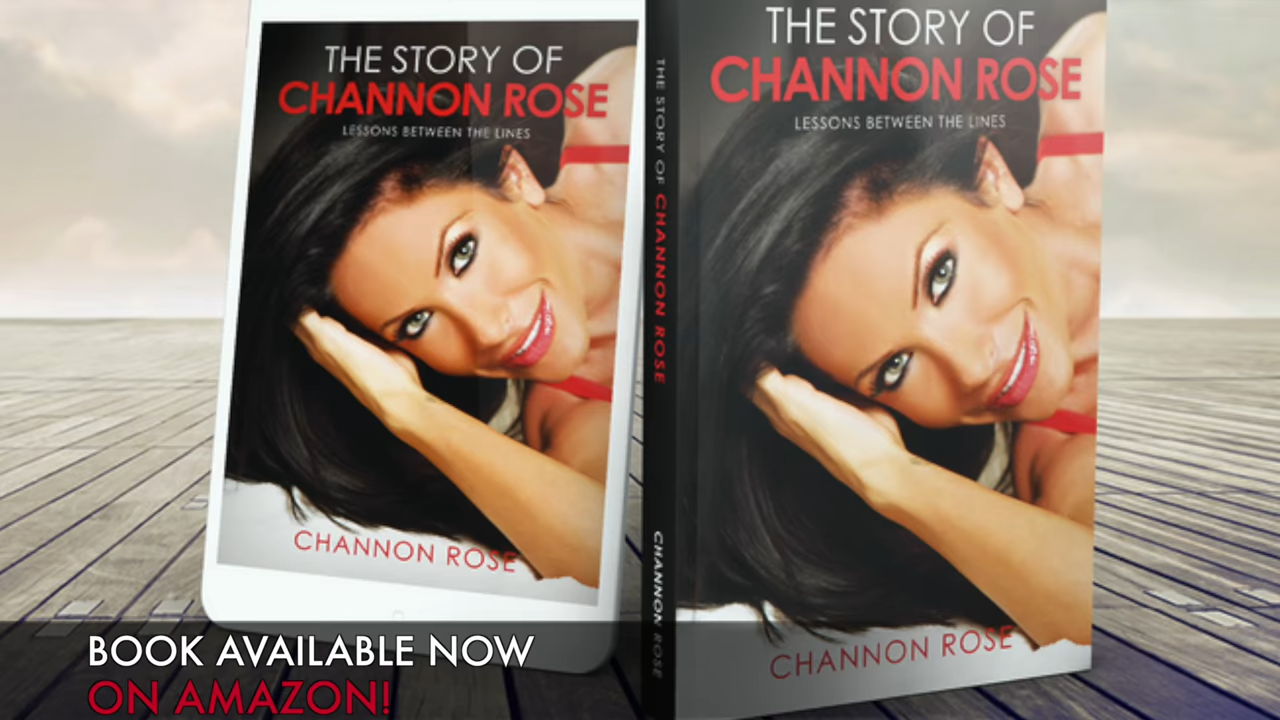 THE STORY OF
CHANNON ROSE
LESSONS BETWEEN THE LINES
CHANNON ROSE
THE STORY OF CHANNON ROSE
CHANNON ROSE
THE STORY OF
CHANNON ROSE
LESSONS BETWEEN THE LINES
CHANNON ROSE
BOOK AVAILABLE NOW
ON AMAZON!